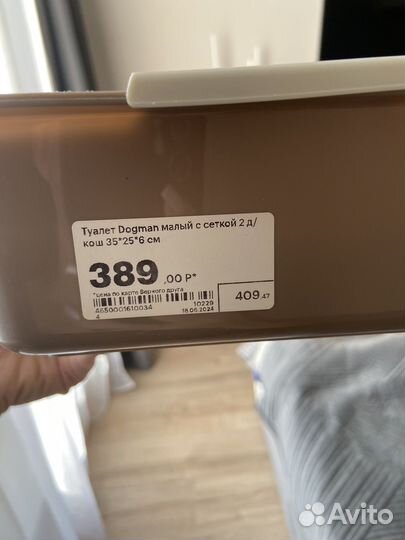 Туалет Dogman малый с сеткой 2 д/
кош 35*25*6 см
389 ,00 Р*
*цена по карте Верного друга
4650001610034
4
10229
18.06.2024
409,47
Avito